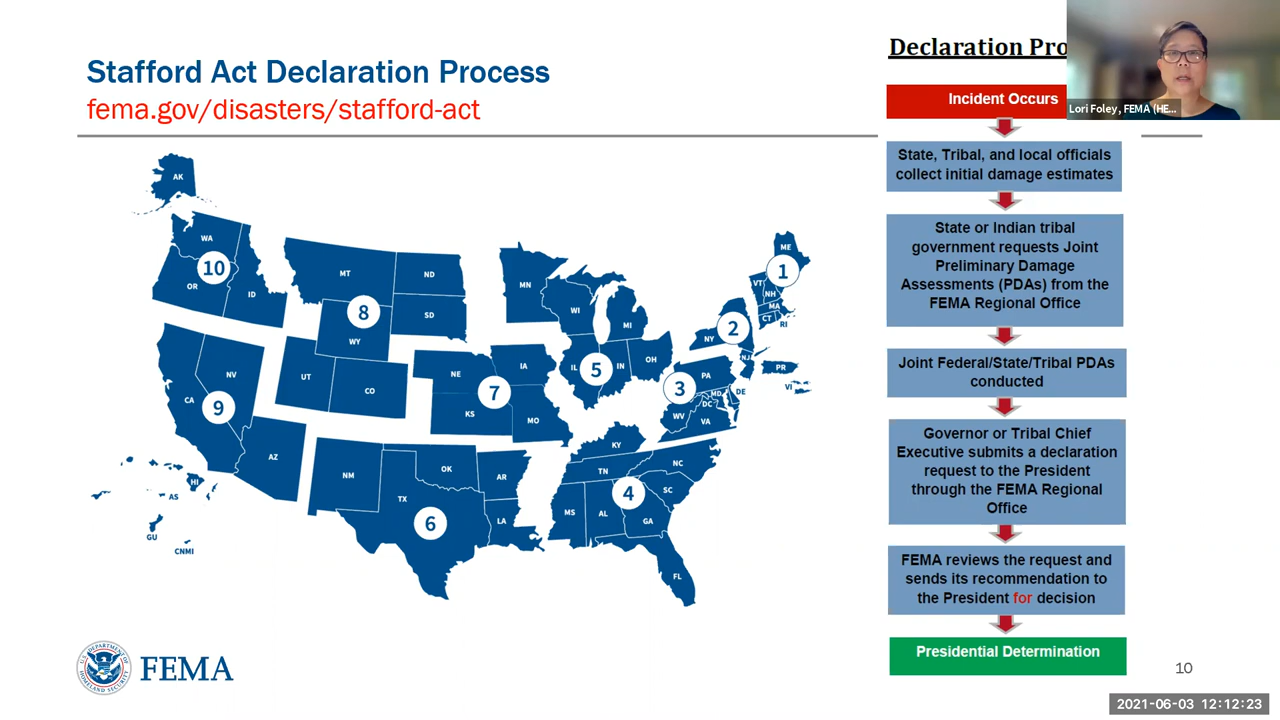 Stafford Act Declaration Process
fema.gov/disasters/stafford-act
Declaration Pro
Incident Occurs
Lori Foley, FEMA (HE...
State, Tribal, and local officials
collect initial damage estimates
State or Indian tribal
government requests Joint
Preliminary Damage
Assessments (PDAs) from the
FEMA Regional Office
Joint Federal/State/Tribal PDAs
conducted
Governor or Tribal Chief
Executive submits a declaration
request to the President
through the FEMA Regional
Office
FEMA reviews the request and
sends its recommendation to
the President for decision
Presidential Determination
AK
WA
10
OR
ID
MT
ND
8
SD
WY
UT
CO
NV
CA
9
AZ
HI
AS
GU
CNMI
NE
IA
7
KS
MO
NM
OK
AR
TX
6
LA
MN
WI
MI
IL
5
IN
OH
KY
TN
NC
4
SC
MS
AL
GA
FL
ME
1
VT
NH
MA
CT
RI
2
NY
NJ
PR
VI
3
PA
MD
DE
DC
WV
VA
U.S. DEPARTMENT OF
HOMELAND SECURITY
FEMA
10
2021-06-03 12:12:23